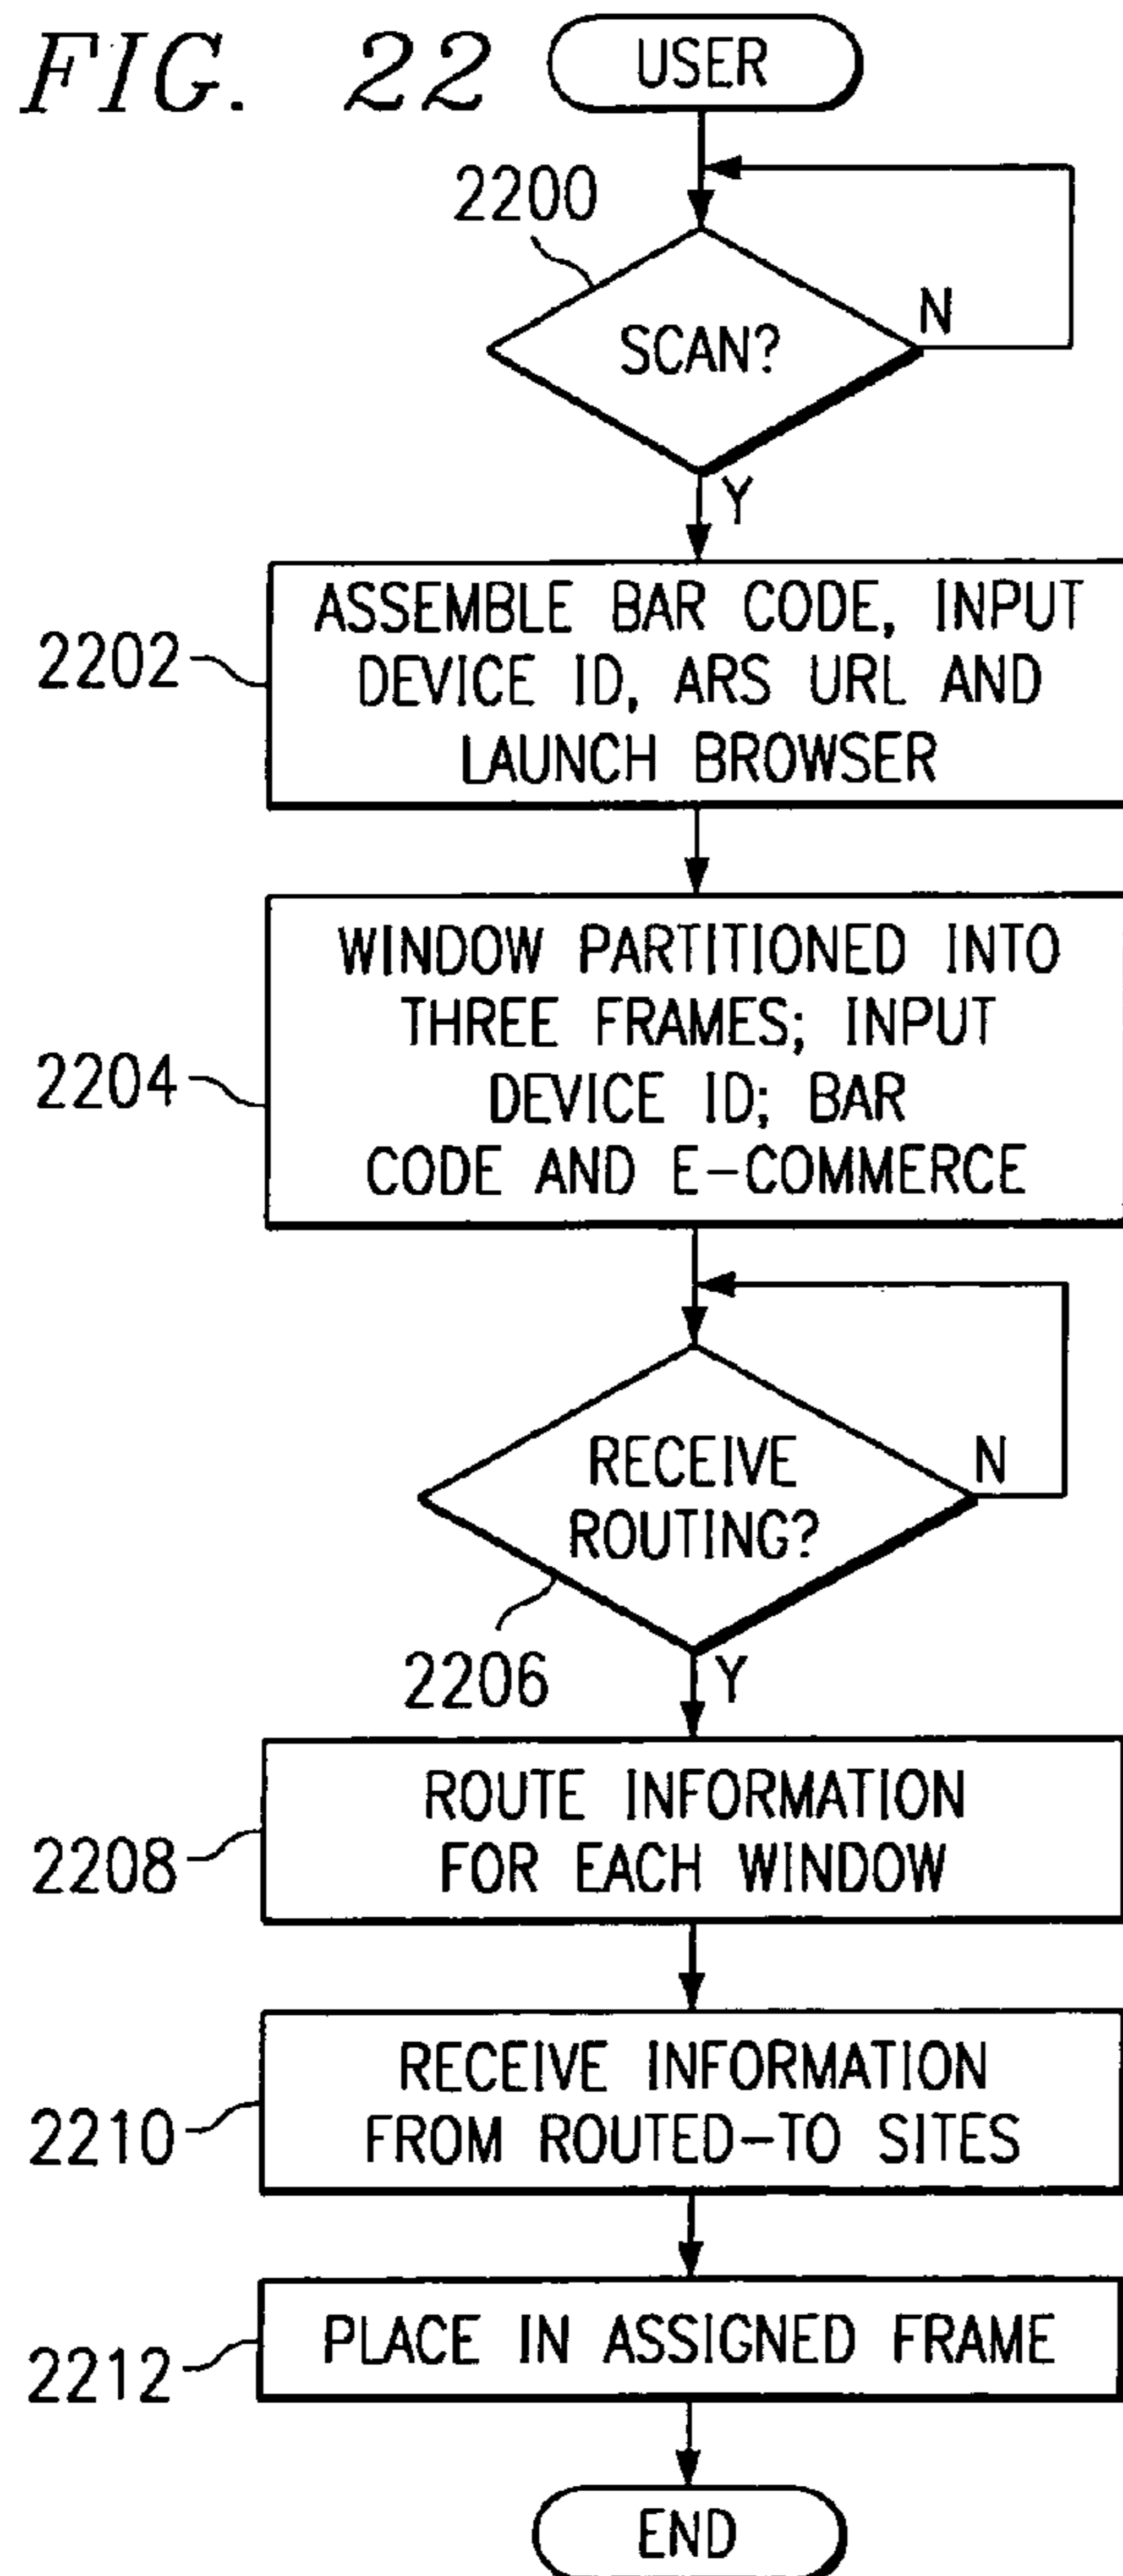 FIG. 22
USER
2200
SCAN?
N
Y
2202
ASSEMBLE BAR CODE, INPUT
DEVICE ID, ARS URL AND
LAUNCH BROWSER
2204
WINDOW PARTITIONED INTO
THREE FRAMES; INPUT
DEVICE ID; BAR
CODE AND E-COMMERCE
RECEIVE
ROUTING?
N
2206
Y
2208
ROUTE INFORMATION
FOR EACH WINDOW
2210
RECEIVE INFORMATION
FROM ROUTED-TO SITES
2212
PLACE IN ASSIGNED FRAME
END